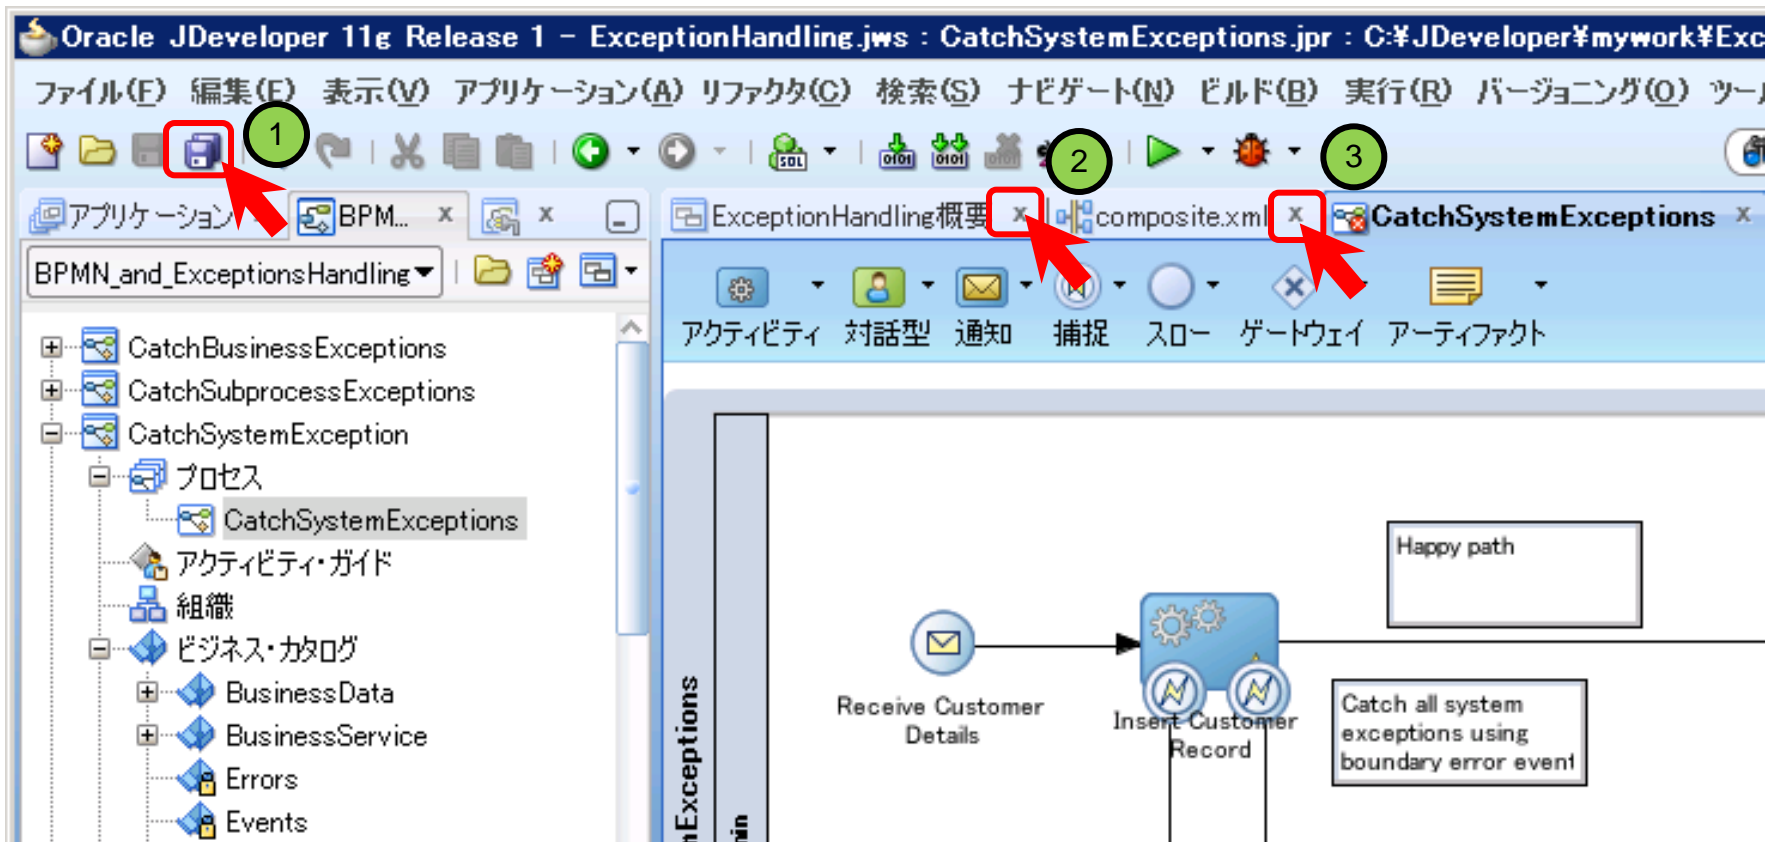 Oracle JDeveloper 11g Release 1 - ExceptionHandling.jws : CatchSystemExceptions.jpr : C:¥JDeveloper¥mywork¥Exc
ファイル(F) 編集(E) 表示(V) アプリケーション(A) リファクタ(C) 検索(S) ナビゲート(N) ビルド(B) 実行(R) バージョニング(O) ツール
1
2
3
アプリケーション BPM... x x
ExceptionHandling概要 x composite.xml x CatchSystemExceptions x
BPMN_and_ExceptionsHandling
アクティビティ 対話型 通知 捕捉 スロー ゲートウェイ アーティファクト
CatchBusinessExceptions
CatchSubprocessExceptions
CatchSystemException
プロセス
CatchSystemExceptions
アクティビティ・ガイド
組織
ビジネス・カタログ
BusinessData
BusinessService
Errors
Events
Happy path
Receive Customer
Details
Insert Customer
Record
Catch all system
exceptions using
boundary error event
Exceptions